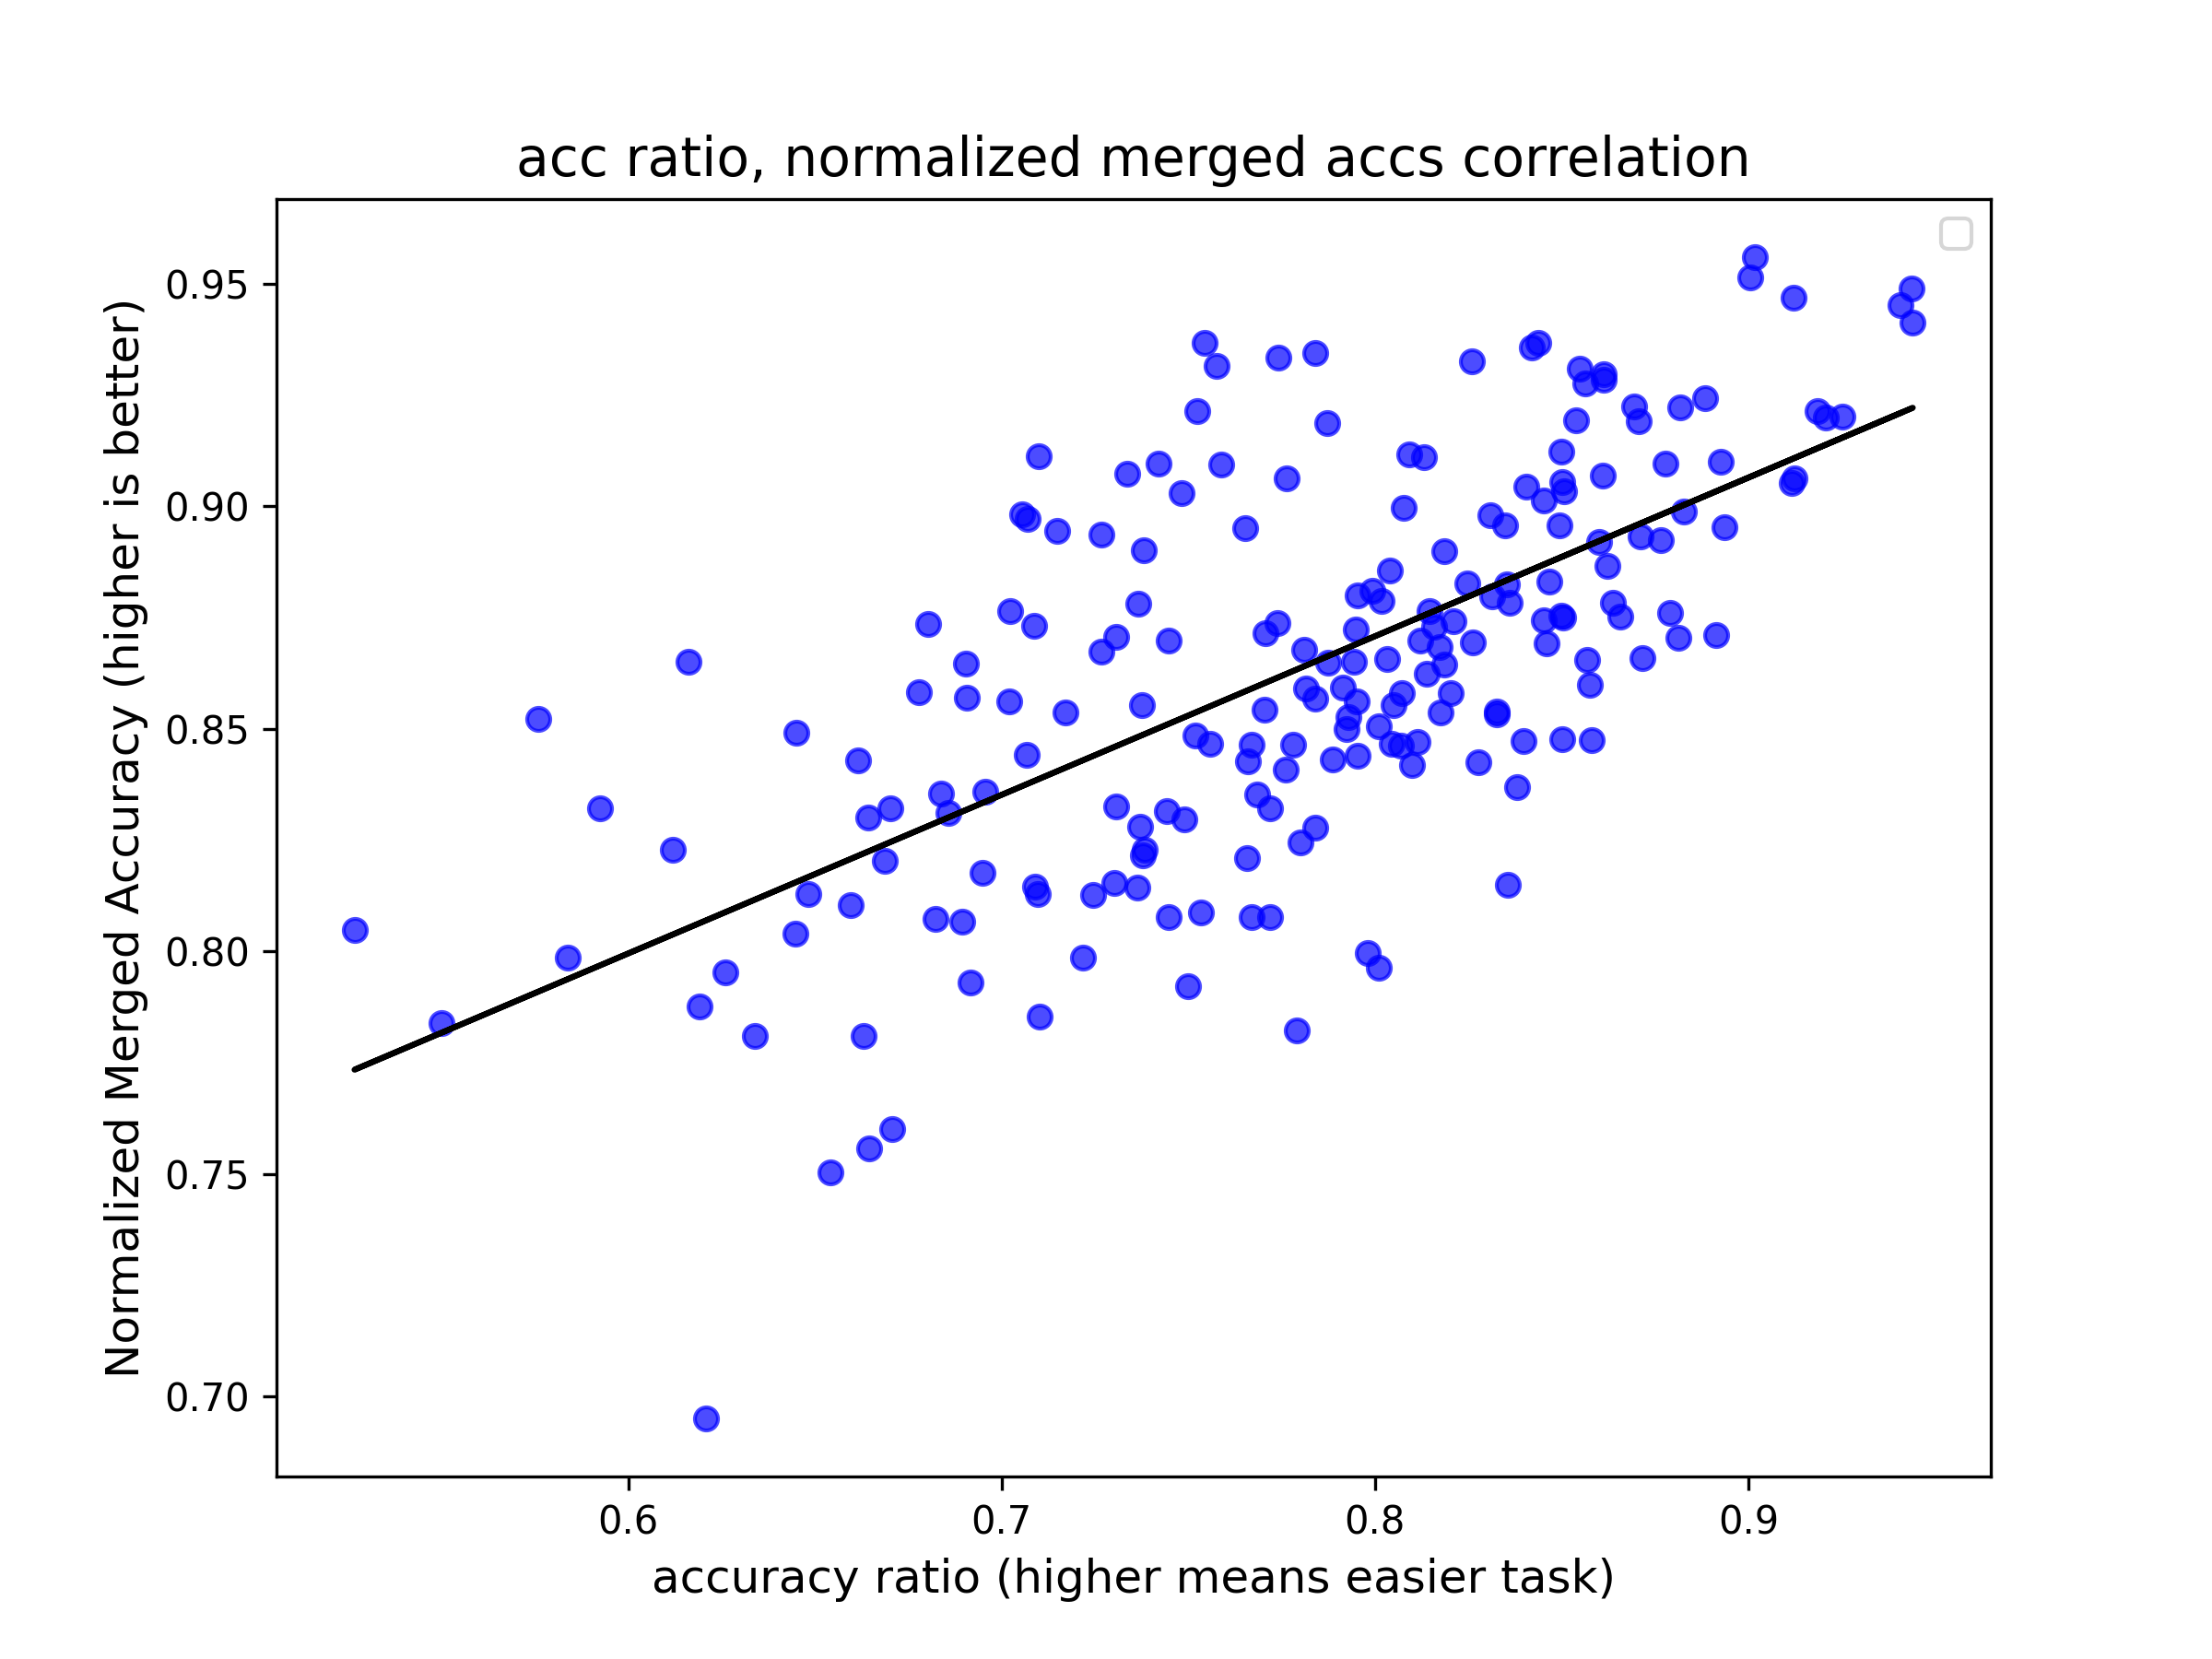 acc ratio, normalized merged accs correlation
Normalized Merged Accuracy (higher is better)
0.95
0.90
0.85
0.80
0.75
0.70
0.6 0.7 0.8 0.9
accuracy ratio (higher means easier task)